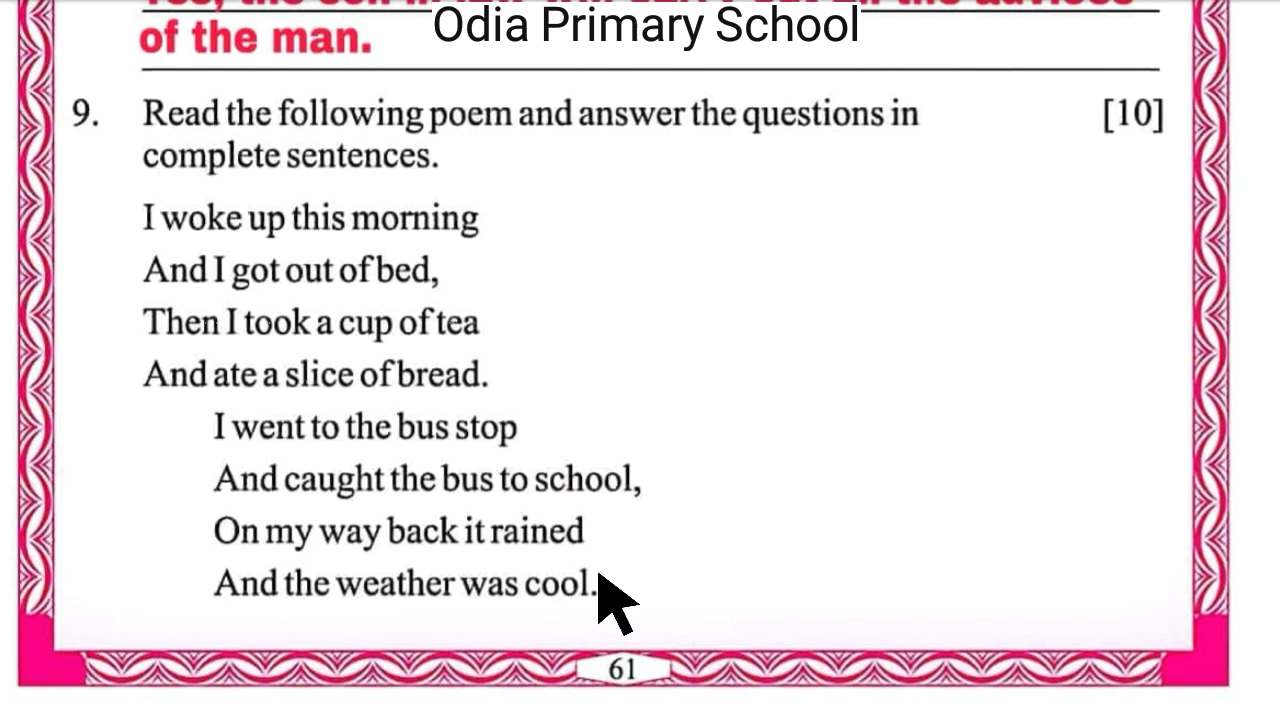 Odia Primary School
of the man.
9. Read the following poem and answer the questions in [10]
complete sentences.
I woke up this morning
And I got out of bed,
Then I took a cup of tea
And ate a slice of bread.
I went to the bus stop
And caught the bus to school,
On my way back it rained
And the weather was cool.
61